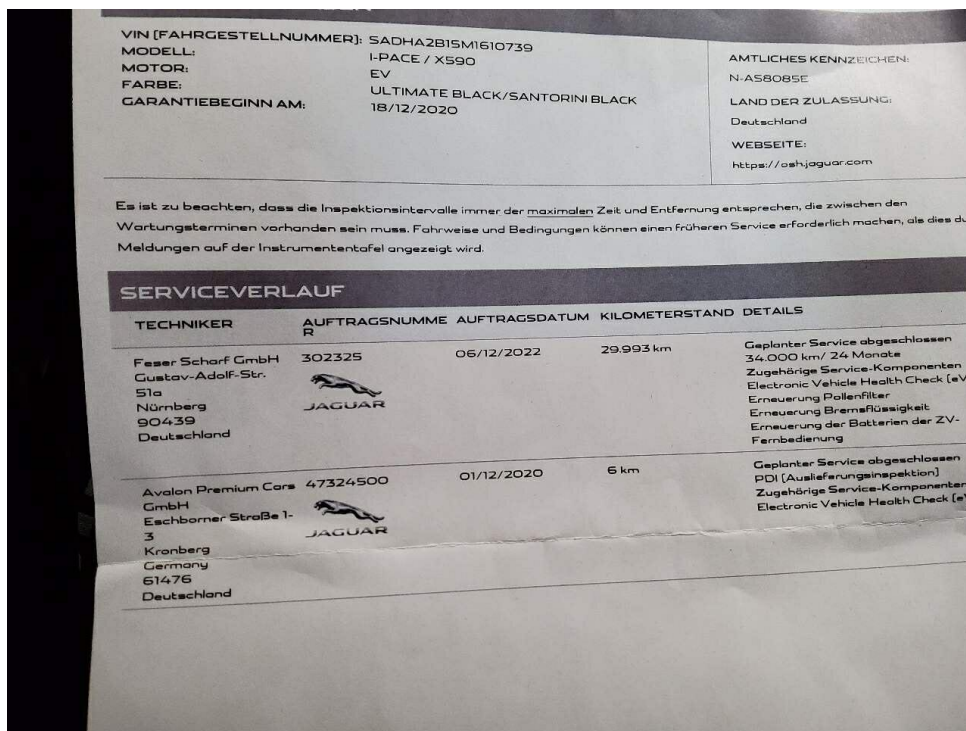 VIN [FAHRGESTELLNUMMER]: SADHA2B15M1610739
MODELL: I-PACE / X590
MOTOR: EV
FARBE: ULTIMATE BLACK/SANTORINI BLACK
GARANTIEBEGINN AM: 18/12/2020
AMTLICHES KENNZEICHEN:
N-AS8085E
LAND DER ZULASSUNG:
Deutschland
WEBSEITE:
https://osh.jaguar.com
Es ist zu beachten, dass die Inspektionsintervalle immer der maximalen Zeit und Entfernung entsprechen, die zwischen den
Wartungsterminen vorhanden sein muss. Fahrweise und Bedingungen können einen früheren Service erforderlich machen, als dies du
Meldungen auf der Instrumententafel angezeigt wird.
SERVICEVERLAUF
TECHNIKER
AUFTRAGSNUMME
R
AUFTRAGSDATUM
KILOMETERSTAND
DETAILS
Feser Scharf GmbH
Gustav-Adolf-Str.
51a
Nürnberg
90439
Deutschland
302325
JAGUAR
06/12/2022
29.993 km
Geplanter Service abgeschlossen
34.000 km/ 24 Monate
Zugehörige Service-Komponenten
Electronic Vehicle Health Check [eV
Erneuerung Pollenfilter
Erneuerung Bremsflüssigkeit
Erneuerung der Batterien der ZV-
Fernbedienung
Avalon Premium Cars
GmbH
Eschborner Straße 1-
3
Kronberg
Germany
61476
Deutschland
47324500
JAGUAR
01/12/2020
6 km
Geplanter Service abgeschlossen
PDI [Auslieferungsinspektion]
Zugehörige Service-Komponenten
Electronic Vehicle Health Check [eV